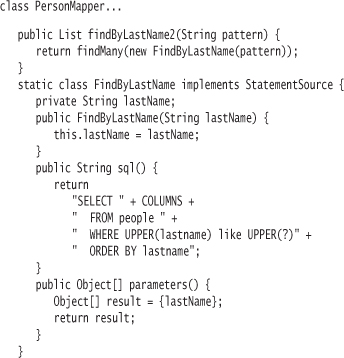 class PersonMapper...
public List findByLastName2(String pattern) {
return findMany(new FindByLastName(pattern));
}
static class FindByLastName implements StatementSource {
private String lastName;
public FindByLastName(String lastName) {
this.lastName = lastName;
}
public String sql() {
return
"SELECT " + COLUMNS +
" FROM people " +
" WHERE UPPER(lastname) like UPPER(?)" +
" ORDER BY lastname";
}
public Object[] parameters() {
Object[] result = {lastName};
return result;
}
}